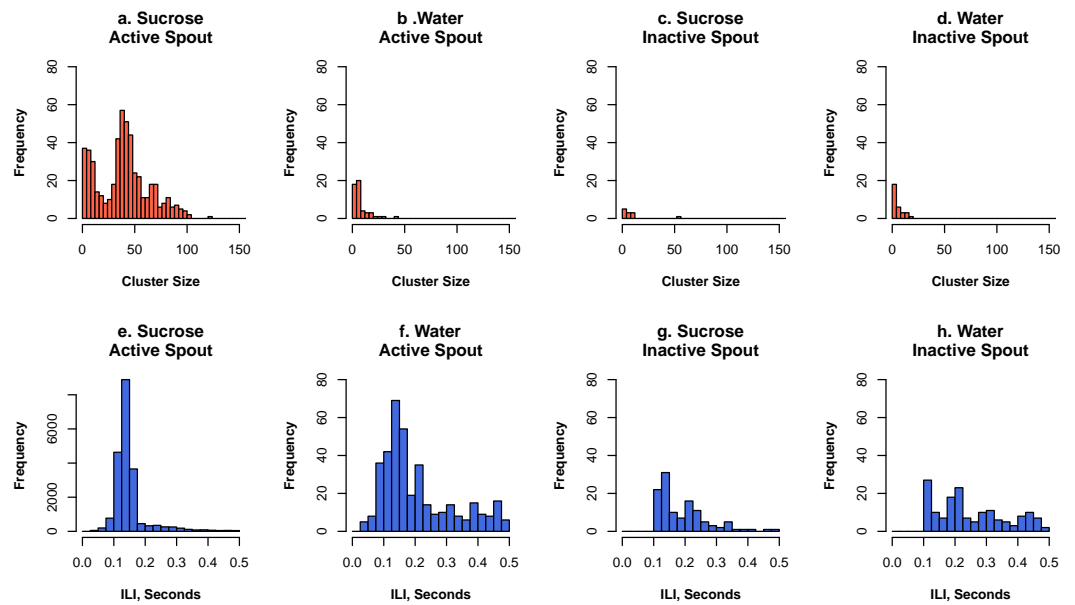 a. Sucrose
Active Spout
b .Water
Active Spout
c. Sucrose
Inactive Spout
d. Water
Inactive Spout
Frequency
0 20 40 60 80
0 50 100 150
Cluster Size
Frequency
0 20 40 60 80
0 50 100 150
Cluster Size
Frequency
0 20 40 60 80
0 50 100 150
Cluster Size
Frequency
0 20 40 60 80
0 50 100 150
Cluster Size
e. Sucrose
Active Spout
f. Water
Active Spout
g. Sucrose
Inactive Spout
h. Water
Inactive Spout
Frequency
0 2000 6000
0.0 0.1 0.2 0.3 0.4 0.5
ILI, Seconds
Frequency
0 20 40 60 80
0.0 0.1 0.2 0.3 0.4 0.5
ILI, Seconds
Frequency
0 20 40 60 80
0.0 0.1 0.2 0.3 0.4 0.5
ILI, Seconds
Frequency
0 20 40 60 80
0.0 0.1 0.2 0.3 0.4 0.5
ILI, Seconds